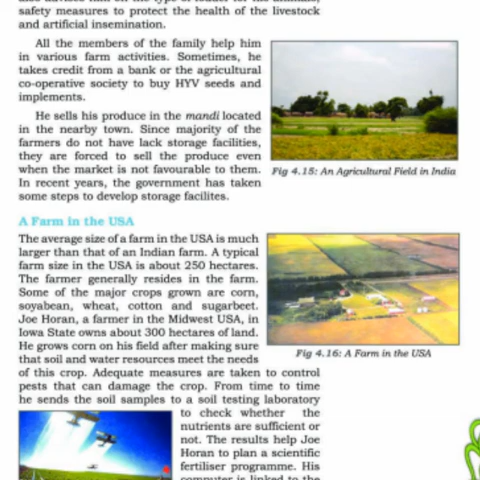 safety measures to protect the health of the livestock
and artificial insemination.
All the members of the family help him
in various farm activities. Sometimes, he
takes credit from a bank or the agricultural
co-operative society to buy HYV seeds and
implements.
He sells his produce in the mandi located
in the nearby town. Since majority of the
farmers do not have lack storage facilities,
they are forced to sell the produce even
when the market is not favourable to them.
In recent years, the government has taken
some steps to develop storage facilites.
Fig 4.15: An Agricultural Field in India
A Farm in the USA
The average size of a farm in the USA is much
larger than that of an Indian farm. A typical
farm size in the USA is about 250 hectares.
The farmer generally resides in the farm.
Some of the major crops grown are corn,
soyabean, wheat, cotton and sugarbeet.
Joe Horan, a farmer in the Midwest USA, in
Iowa State owns about 300 hectares of land.
He grows corn on his field after making sure
that soil and water resources meet the needs
of this crop. Adequate measures are taken to control
pests that can damage the crop. From time to time
he sends the soil samples to a soil testing laboratory
to check whether the
nutrients are sufficient or
not. The results help Joe
Horan to plan a scientific
fertiliser programme. His
computer is linked to the
Fig 4.16: A Farm in the USA